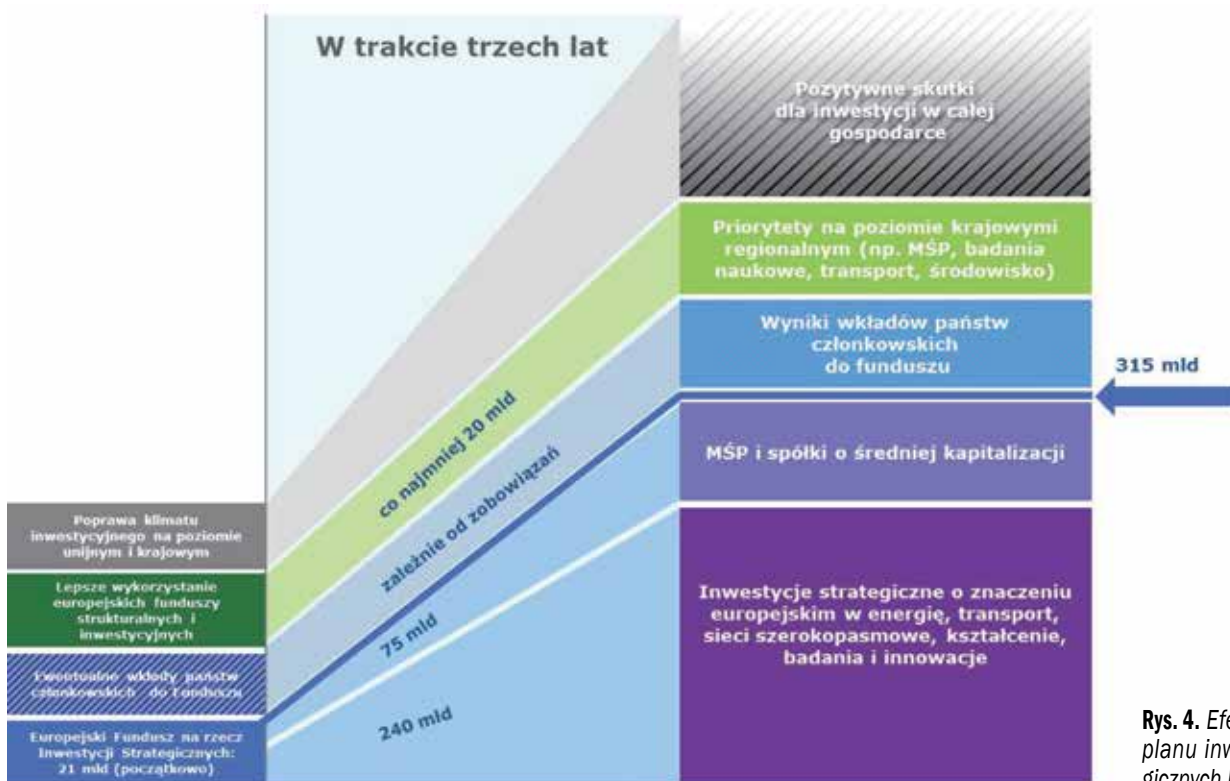 W trakcie trzech lat
Pozytywne skutki
dla inwestycji w całej
gospodarce
Priorytety na poziomie krajowymi
regionalnym (np. MŚP, badania
naukowe, transport, środowisko)
Wyniki wkładów państw
członkowskich
do funduszu
315 mld
MŚP i spółki o średniej kapitalizacji
Inwestycje strategiczne o znaczeniu
europejskim w energię, transport,
sieci szerokopasmowe, kształcenie,
badania i innowacje
co najmniej 20 mld
zależnie od zobowiązań
75 mld
240 mld
Poprawa klimatu
inwestycyjnego na poziomie
unijnym i krajowym
Lepsze wykorzystanie
europejskich funduszy
strukturalnych i
inwestycyjnych
Ewentualne wkłady państw
członkowskich do Funduszu
Europejski Fundusz na rzecz
Inwestycji Strategicznych:
21 mld (początkowo)
Rys. 4. Efe
planu inw